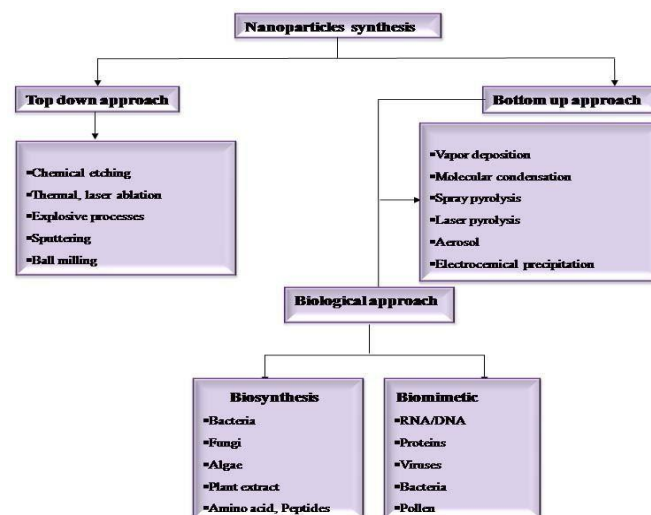 Nanoparticles synthesis
Top down approach
Bottom up approach
▪Chemical etching
▪Thermal, laser ablation
▪Explosive processes
▪Sputtering
▪Ball milling
▪Vapor deposition
▪Molecular condensation
▪Spray pyrolysis
▪Laser pyrolysis
▪Aerosol
▪Electrocemical precipitation
Biological approach
Biosynthesis
▪Bacteria
▪Fungi
▪Algae
▪Plant extract
▪Amino acid, Peptides
Biomimetic
▪RNA/DNA
▪Proteins
▪Viruses
▪Bacteria
▪Pollen